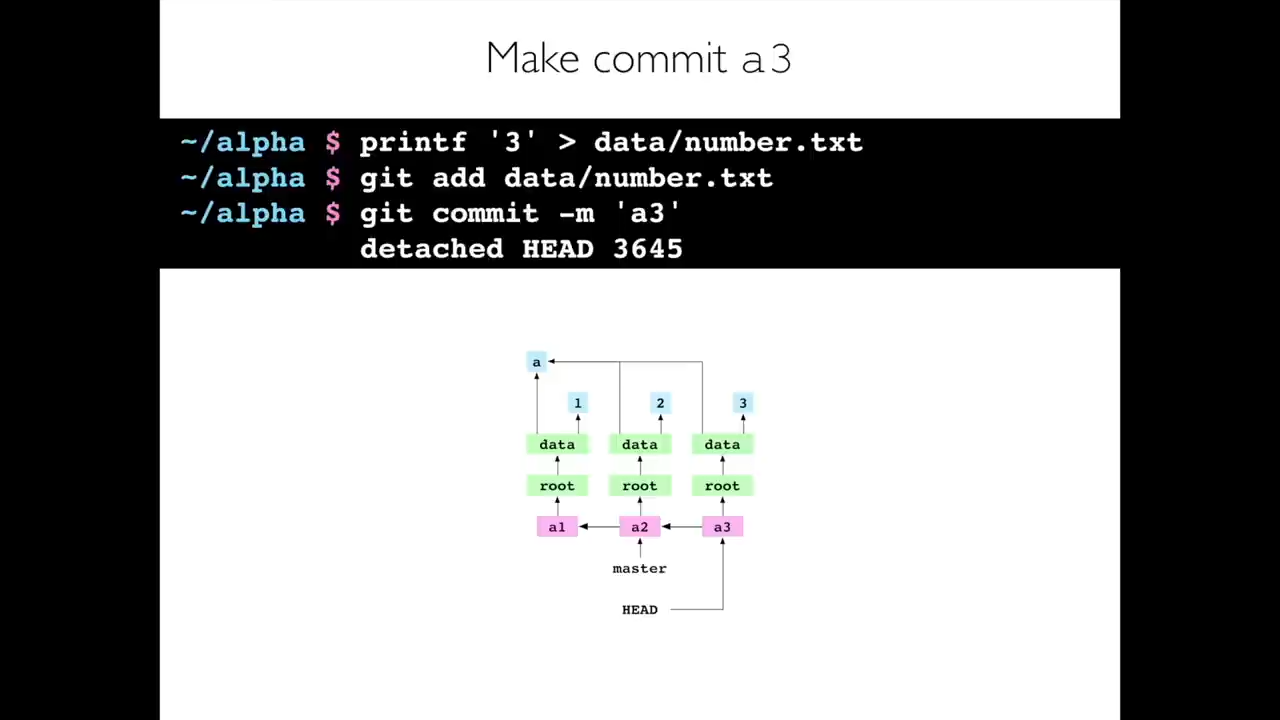 Make commit a3
~/alpha $ printf '3' > data/number.txt
~/alpha $ git add data/number.txt
~/alpha $ git commit -m 'a3'
detached HEAD 3645
a
1 2 3
data data data
root root root
a1 a2 a3
master
HEAD